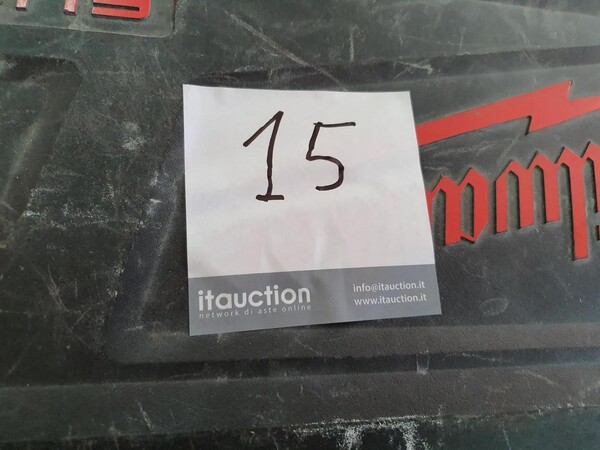 15
itauction
network di aste online
info@itauction.it
www.itauction.it